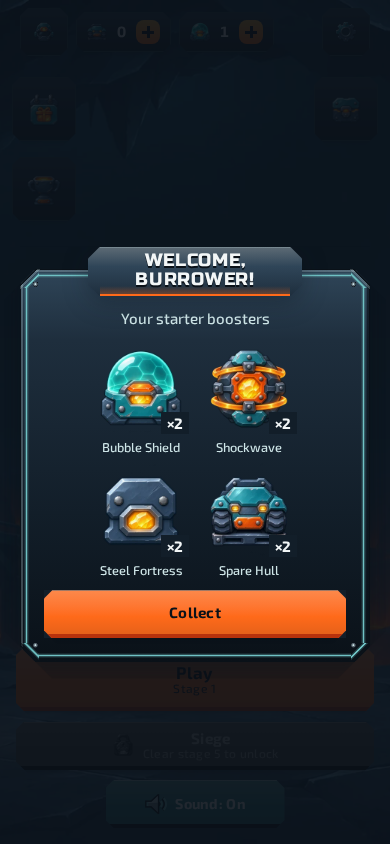 0
1
WELCOME,
BURROWER!
Your starter boosters
×2
×2
Bubble Shield
Shockwave
×2
×2
Steel Fortress
Spare Hull
Collect
Play
Stage 1
Siege
Clear stage 5 to unlock
Sound: On